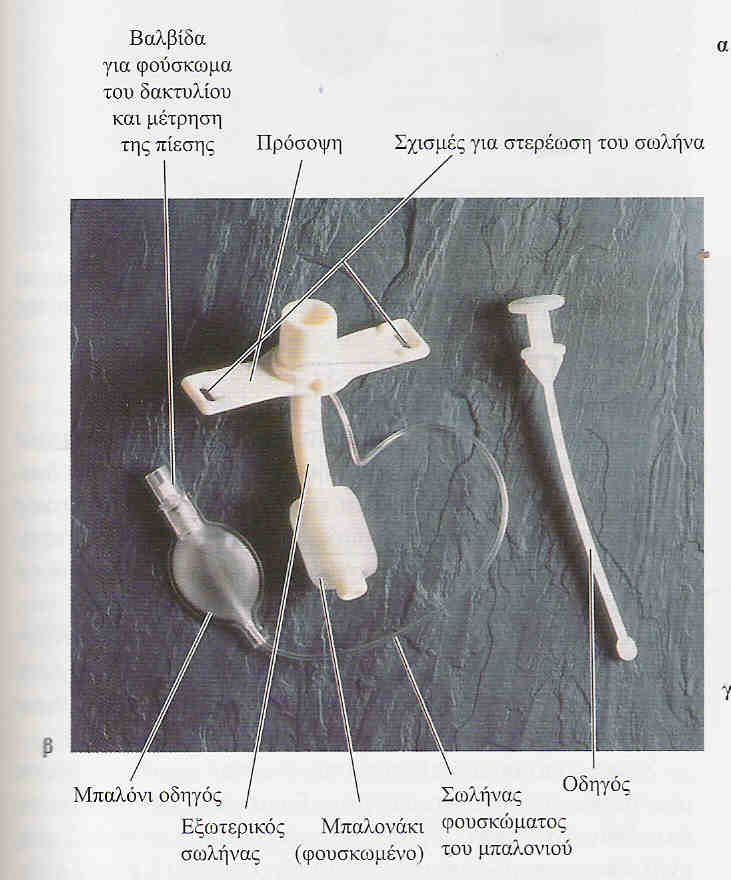 Βαλβίδα
για φούσκωμα
του δακτυλίου
και μέτρηση
της πίεσης
Πρόσοψη
Σχισμές για στερέωση του σωλήνα
α
γ
β
Μπαλόνι οδηγός
Εξωτερικός
σωλήνας
Μπαλονάκι
(φουσκωμένο)
Σωλήνας
φουσκώματος
του μπαλονιού
Οδηγός